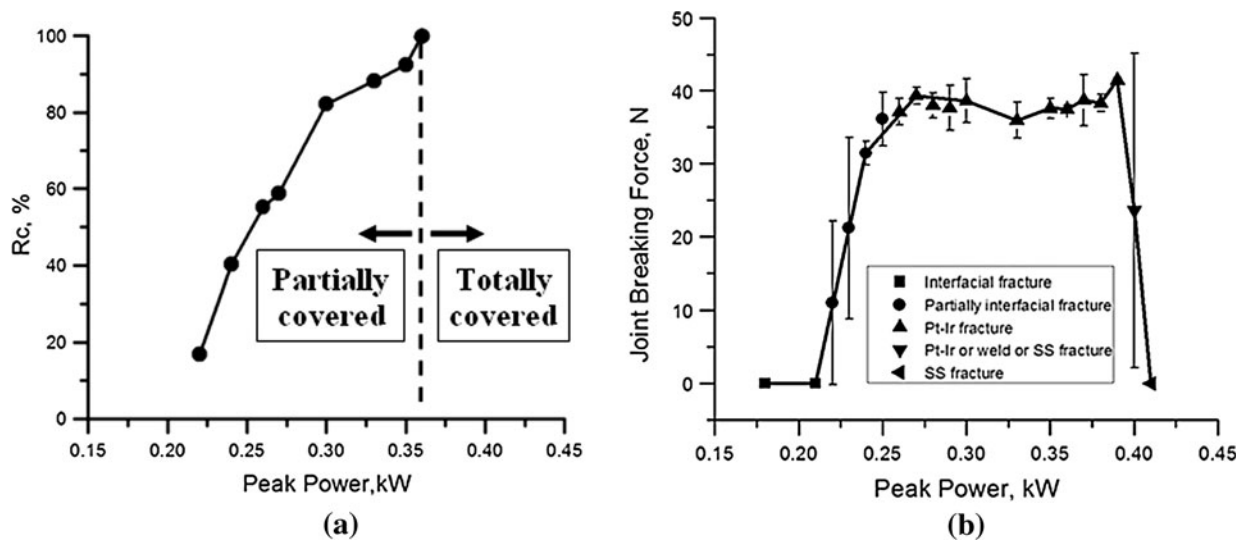 100
80
60
40
20
0
Rc, %
Partially
covered
Totally
covered
0.15 0.20 0.25 0.30 0.35 0.40 0.45
Peak Power,kW
(a)
50
40
30
20
10
0
Joint Breaking Force, N
Interfacial fracture
Partially interfacial fracture
Pt-Ir fracture
Pt-Ir or weld or SS fracture
SS fracture
0.15 0.20 0.25 0.30 0.35 0.40 0.45
Peak Power, kW
(b)